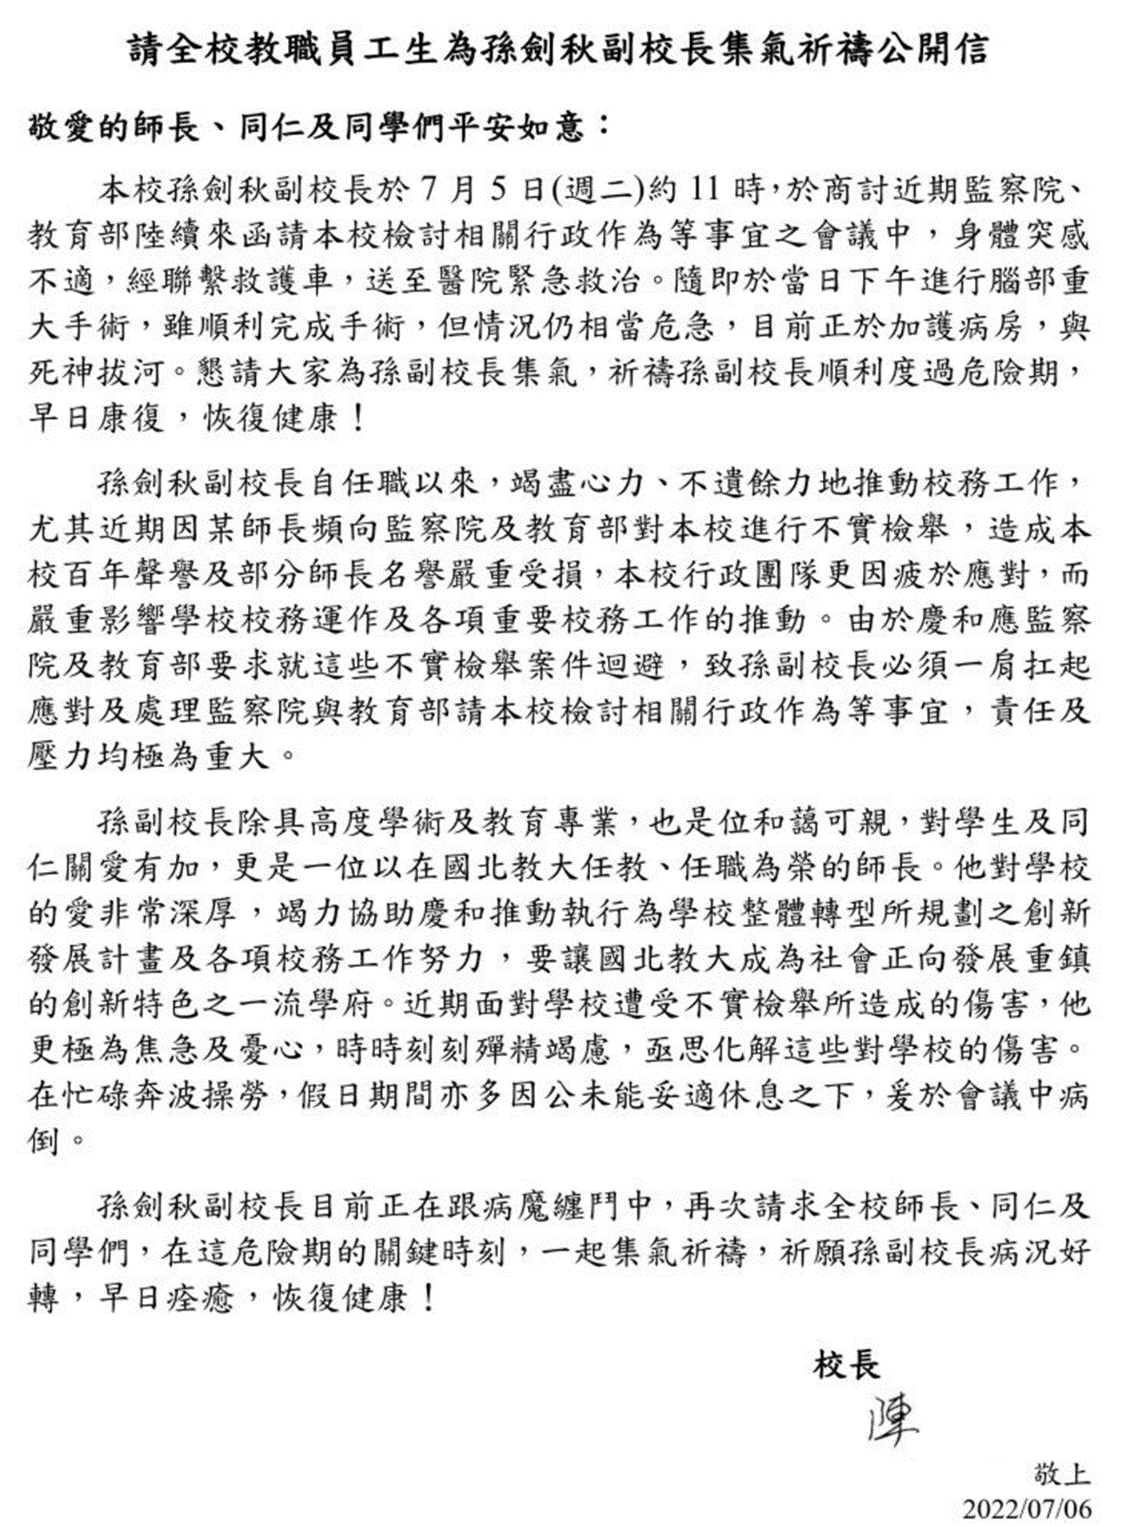 請全校教職員工生為孫劍秋副校長集氣祈禱公開信
敬愛的師長、同仁及同學們平安如意：
本校孫劍秋副校長於 7 月 5 日(週二)約 11 時，於商討近期監察院、
教育部陸續來函請本校檢討相關行政作為等事宜之會議中，身體突感
不適，經聯繫救護車，送至醫院緊急救治。隨即於當日下午進行腦部重
大手術，雖順利完成手術，但情況仍相當危急，目前正於加護病房，與
死神拔河。懇請大家為孫副校長集氣，祈禱孫副校長順利度過危險期，
早日康復，恢復健康！
孫劍秋副校長自任職以來，竭盡心力、不遺餘力地推動校務工作，
尤其近期因某師長頻向監察院及教育部對本校進行不實檢舉，造成本
校百年聲譽及部分師長名譽嚴重受損，本校行政團隊更因疲於應對，而
嚴重影響學校校務運作及各項重要校務工作的推動。由於慶和應監察
院及教育部要求就這些不實檢舉案件迴避，致孫副校長必須一肩扛起
應對及處理監察院與教育部請本校檢討相關行政作為等事宜，責任及
壓力均極為重大。
孫副校長除具高度學術及教育專業，也是位和藹可親，對學生及同
仁關愛有加，更是一位以在國北教大任教、任職為榮的師長。他對學校
的愛非常深厚，竭力協助慶和推動執行為學校整體轉型所規劃之創新
發展計畫及各項校務工作努力，要讓國北教大成為社會正向發展重鎮
的創新特色之一流學府。近期面對學校遭受不實檢舉所造成的傷害，他
更極為焦急及憂心，時時刻刻殫精竭慮，亟思化解這些對學校的傷害。
在忙碌奔波操勞，假日期間亦多因公未能妥適休息之下，爰於會議中病
倒。
孫劍秋副校長目前正在跟病魔纏鬥中，再次請求全校師長、同仁及
同學們，在這危險期的關鍵時刻，一起集氣祈禱，祈願孫副校長病況好
轉，早日痊癒，恢復健康！
校長
陳
敬上
2022/07/06